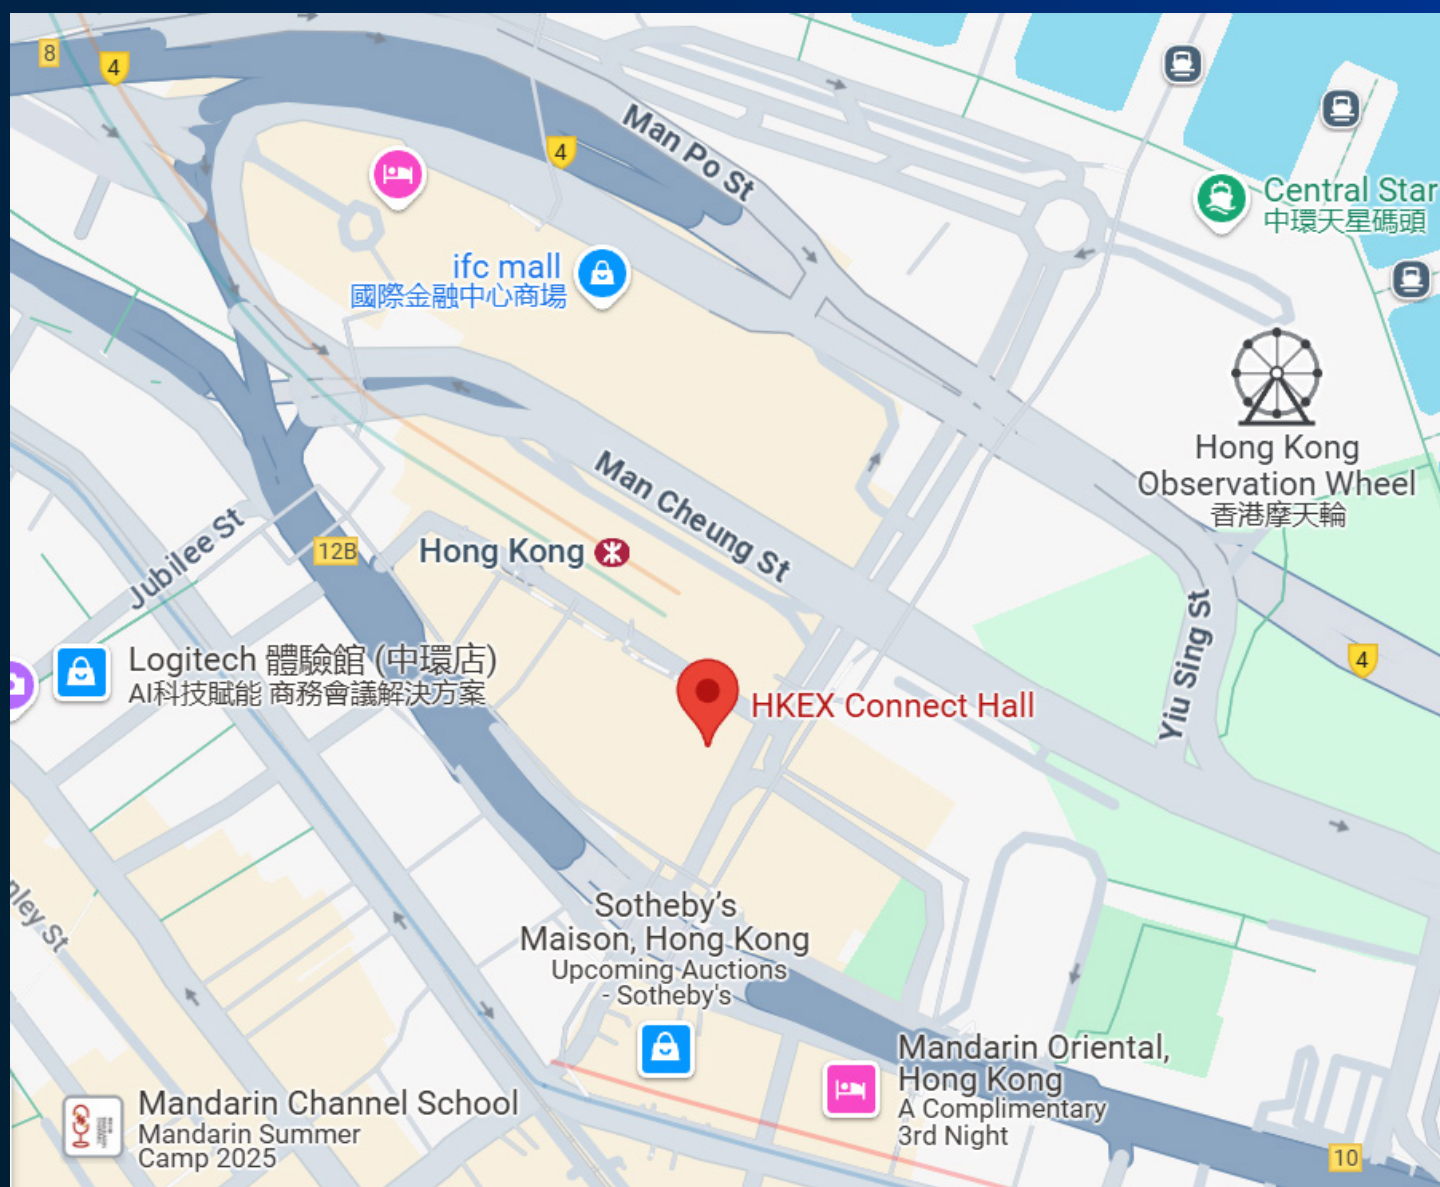 8
4
4
Man Po St
Central Star
中環天星碼頭
ifc mall
國際金融中心商場
Hong Kong
Observation Wheel
香港摩天輪
Man Cheung St
Jubilee St
12B
Hong Kong
Yiu Sing St
4
Logitech 體驗館 (中環店)
AI科技賦能 商務會議解決方案
HKEX Connect Hall
nley St
Sotheby's
Maison, Hong Kong
Upcoming Auctions
- Sotheby's
Mandarin Oriental,
Hong Kong
A Complimentary
3rd Night
Mandarin Channel School
Mandarin Summer
Camp 2025
10